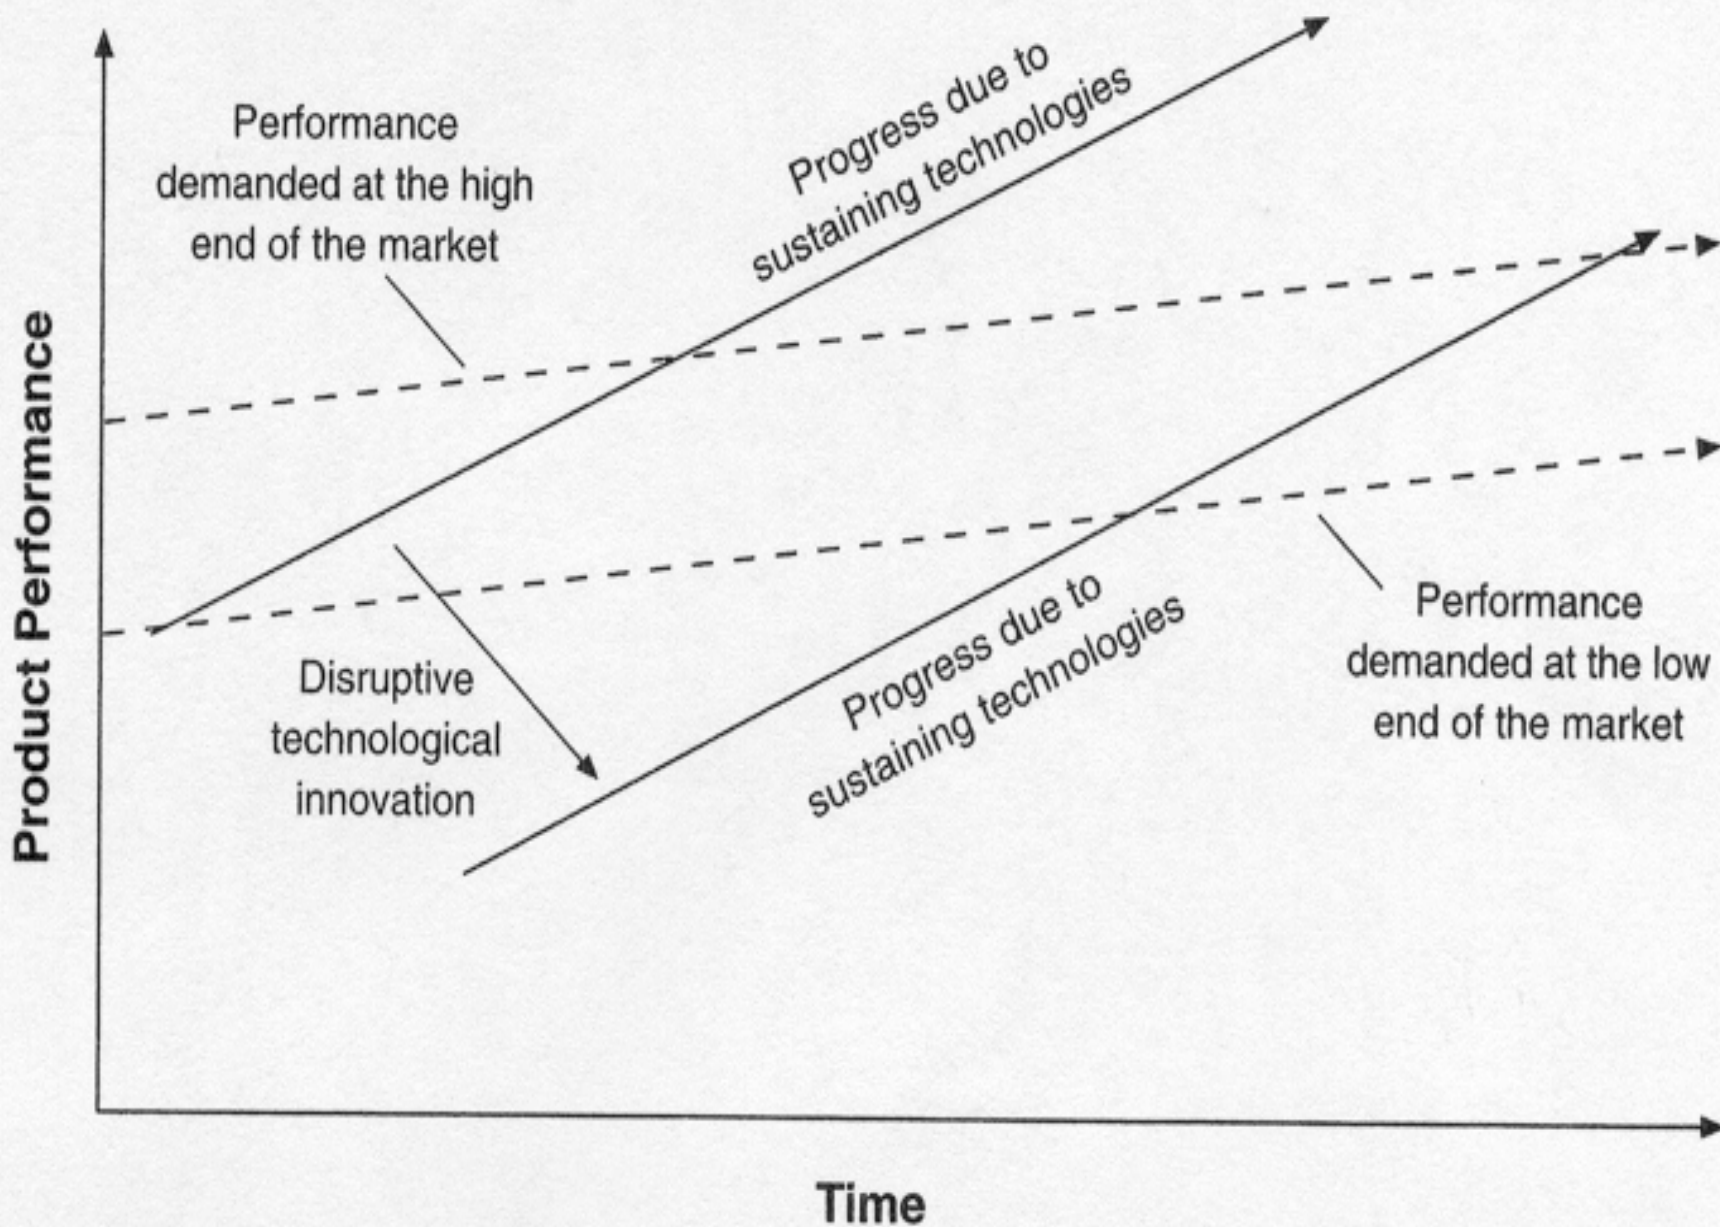 Performance
demanded at the high
end of the market
Progress due to
sustaining technologies
Product Performance
Disruptive
technological
innovation
Progress due to
sustaining technologies
Performance
demanded at the low
end of the market
Time